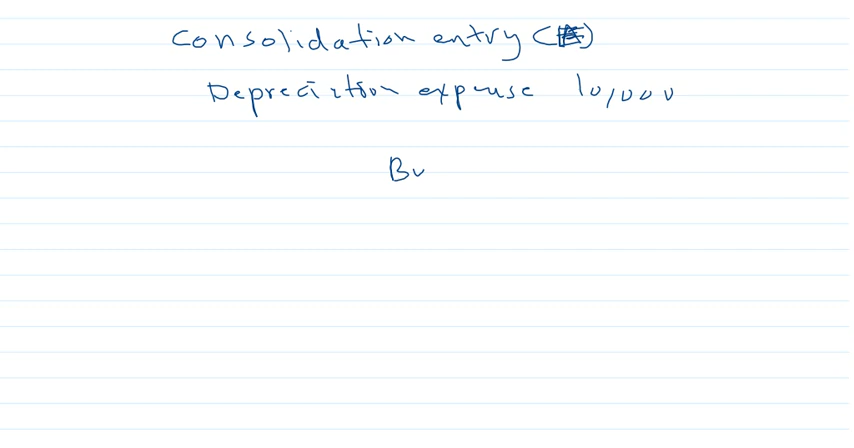 Consolidation entry (E)
Depreciation expense 10,000
Bu